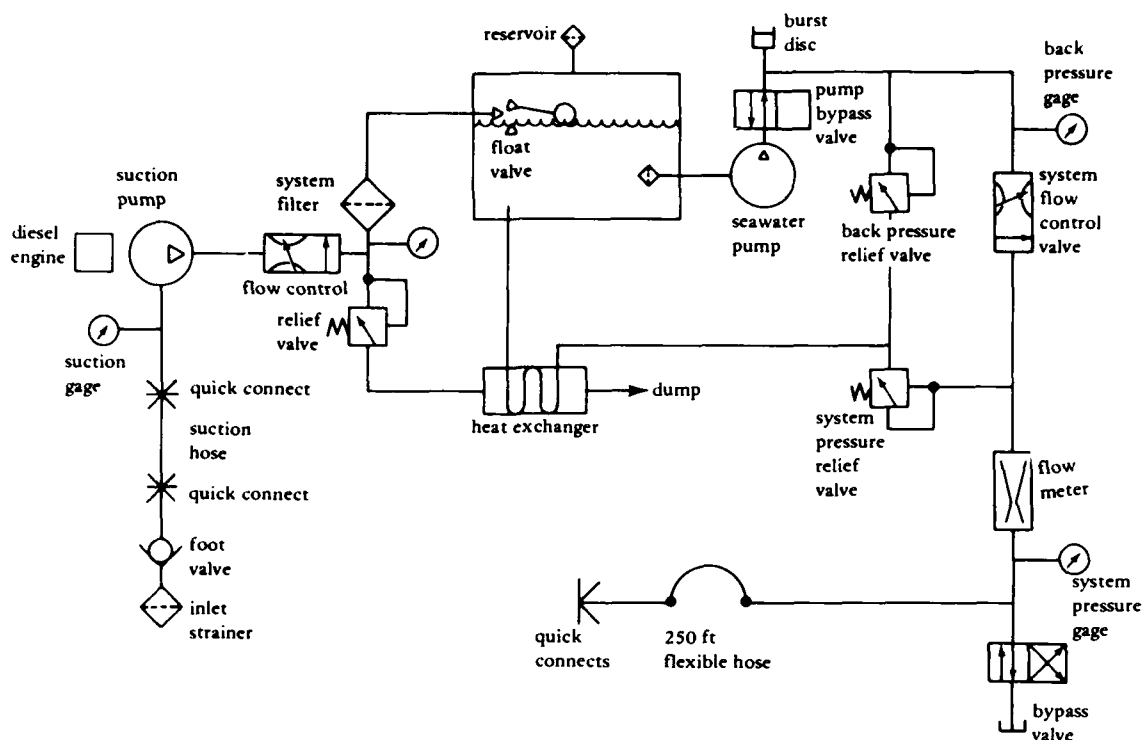 reservoir
burst
disc
back
pressure
gage
pump
bypass
valve
float
valve
suction
pump
system
filter
diesel
engine
seawater
pump
system
flow
control
valve
back pressure
relief valve
flow control
relief
valve
suction
gage
quick connect
dump
heat exchanger
system
pressure
relief
valve
suction
hose
flow
meter
quick connect
foot
valve
system
pressure
gage
inlet
strainer
quick
connects
250 ft
flexible hose
bypass
valve